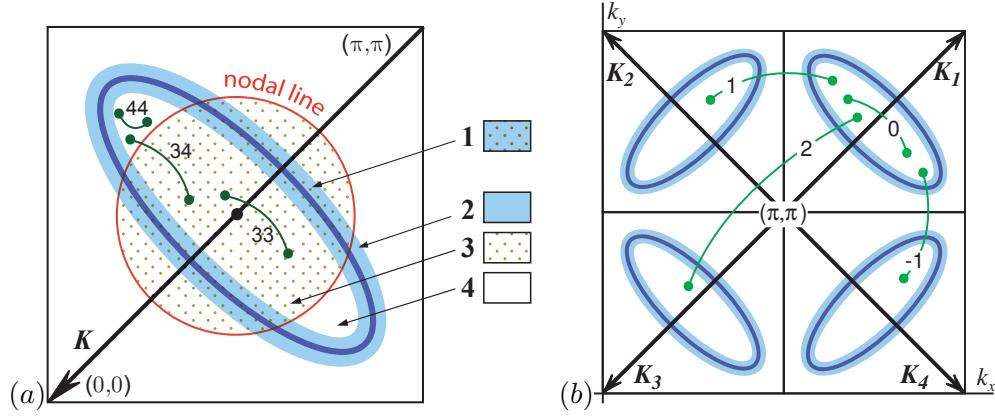 (π,π)
nodal line
44
34
33
K
(0,0)
(a)
1
2
3
4
k_y
K_2
K_1
1
0
2
(π,π)
-1
K_3
K_4
k_x
(b)